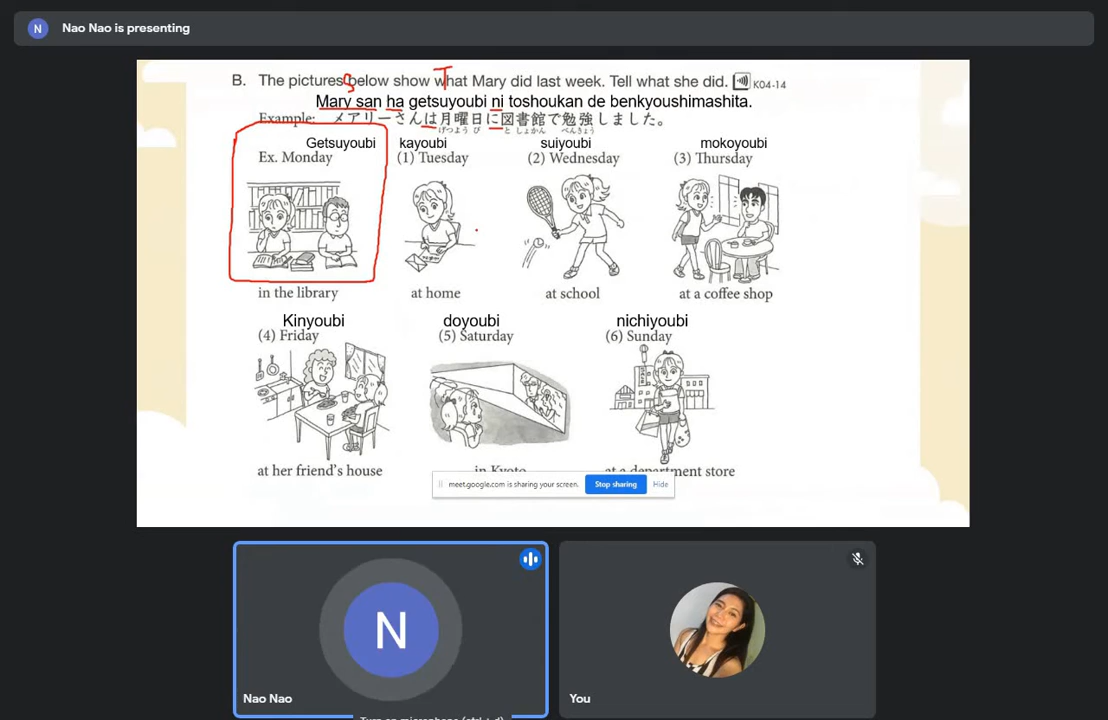 N Nao Nao is presenting
B. The pictures below show what Mary did last week. Tell what she did. K04-14
S T
Mary san ha getsuyoubi ni toshoukan de benkyoushimashita.
Example: メアリーさんは月曜日に図書館で勉強しました。
げつよう び と しょかん べんきょう
Getsuyoubi kayoubi suiyoubi mokoyoubi
Ex. Monday (1) Tuesday (2) Wednesday (3) Thursday
in the library at home at school at a coffee shop
Kinyoubi doyoubi nichiyoubi
(4) Friday (5) Saturday (6) Sunday
at her friend's house in Kyoto at a department store
meet.google.com is sharing your screen. Stop sharing Hide
N
Nao Nao You
Turn on microphone (ctrl + d)